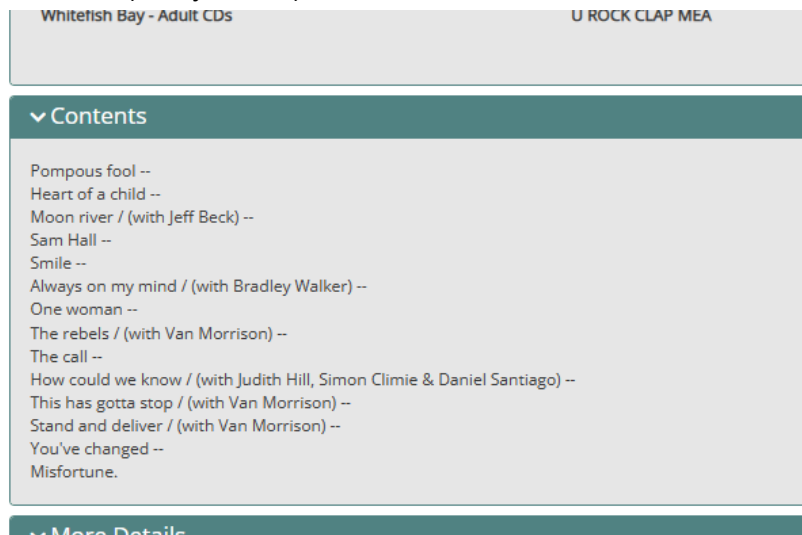 Whitefish Bay - Adult CDs U ROCK CLAP MEA
Contents
Pompous fool --
Heart of a child --
Moon river / (with Jeff Beck) --
Sam Hall --
Smile --
Always on my mind / (with Bradley Walker) --
One woman --
The rebels / (with Van Morrison) --
The call --
How could we know / (with Judith Hill, Simon Climie & Daniel Santiago) --
This has gotta stop / (with Van Morrison) --
Stand and deliver / (with Van Morrison) --
You've changed --
Misfortune.
More Details